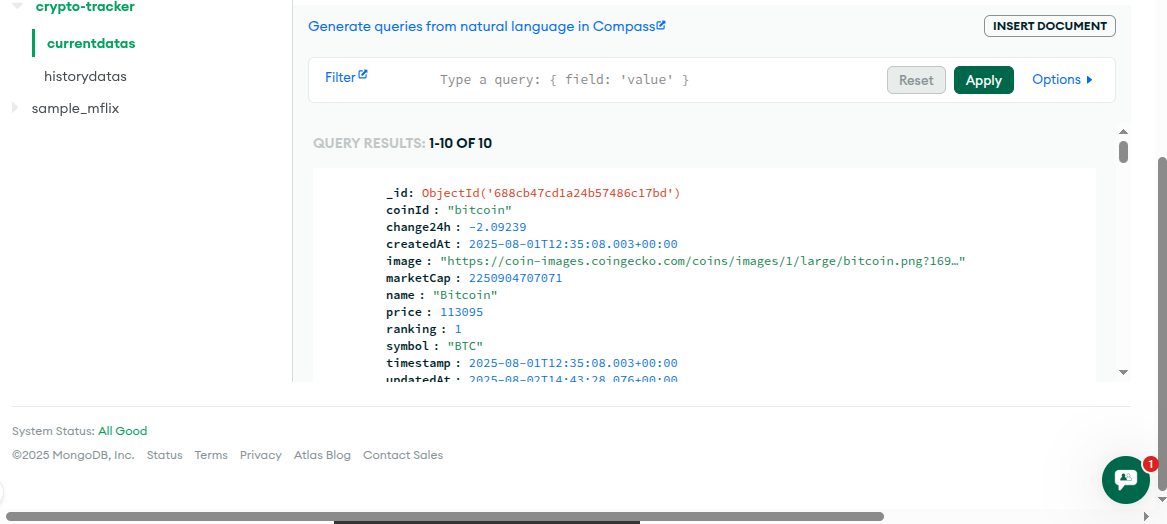 crypto-tracker
currentdatas
historydatas
sample_mflix
Generate queries from natural language in Compass
INSERT DOCUMENT
Filter
Type a query: { field: 'value' }
Reset
Apply
Options
QUERY RESULTS: 1-10 OF 10
_id: ObjectId('688cb47cd1a24b57486c17bd')
coinId : "bitcoin"
change24h : -2.09239
createdAt : 2025-08-01T12:35:08.003+00:00
image : "https://coin-images.coingecko.com/coins/images/1/large/bitcoin.png?169…"
marketCap : 2250904707071
name : "Bitcoin"
price : 113095
ranking : 1
symbol : "BTC"
timestamp : 2025-08-01T12:35:08.003+00:00
updatedAt : 2025-08-02T14:43:28.076+00:00
System Status: All Good
©2025 MongoDB, Inc. Status Terms Privacy Atlas Blog Contact Sales
1